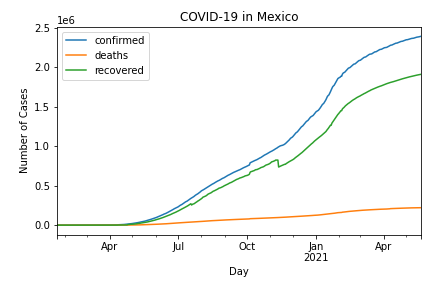 COVID-19 in Mexico
1e6
2.5
2.0
1.5
1.0
0.5
0.0
Number of Cases
confirmed
deaths
recovered
Apr
Jul
Oct
Jan
2021
Apr
Day